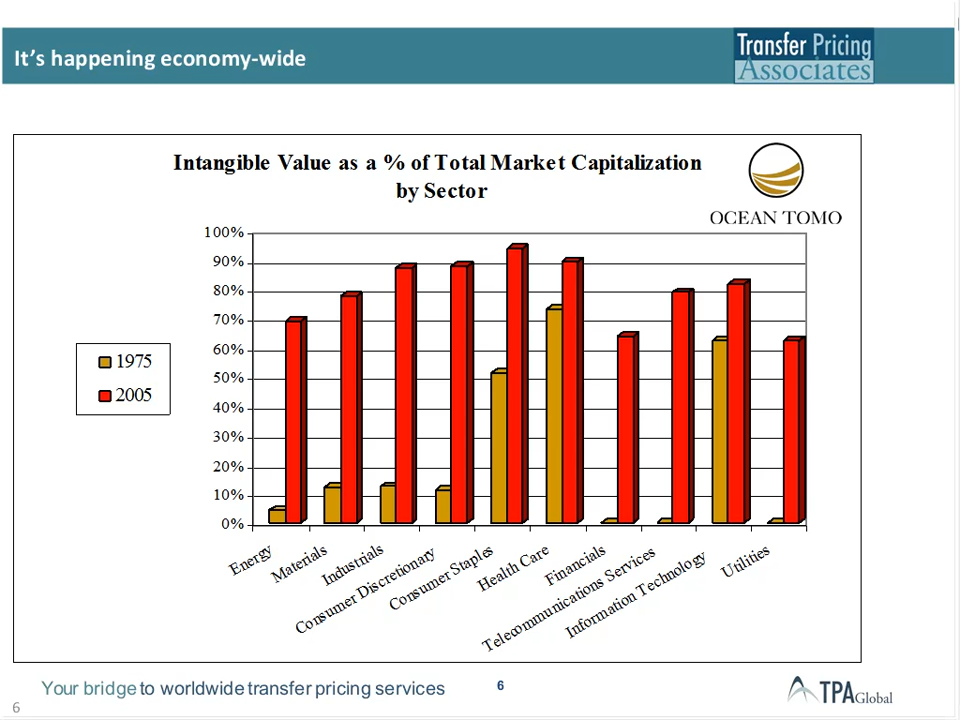 It's happening economy-wide
Transfer Pricing
Associates
Intangible Value as a % of Total Market Capitalization
by Sector
OCEAN TOMO
100%
90%
80%
70%
60%
50%
40%
30%
20%
10%
0%
1975
2005
Energy
Materials
Industrials
Consumer Discretionary
Consumer Staples
Health Care
Financials
Telecommunications Services
Information Technology
Utilities
Your bridge to worldwide transfer pricing services
6
TPA Global
6